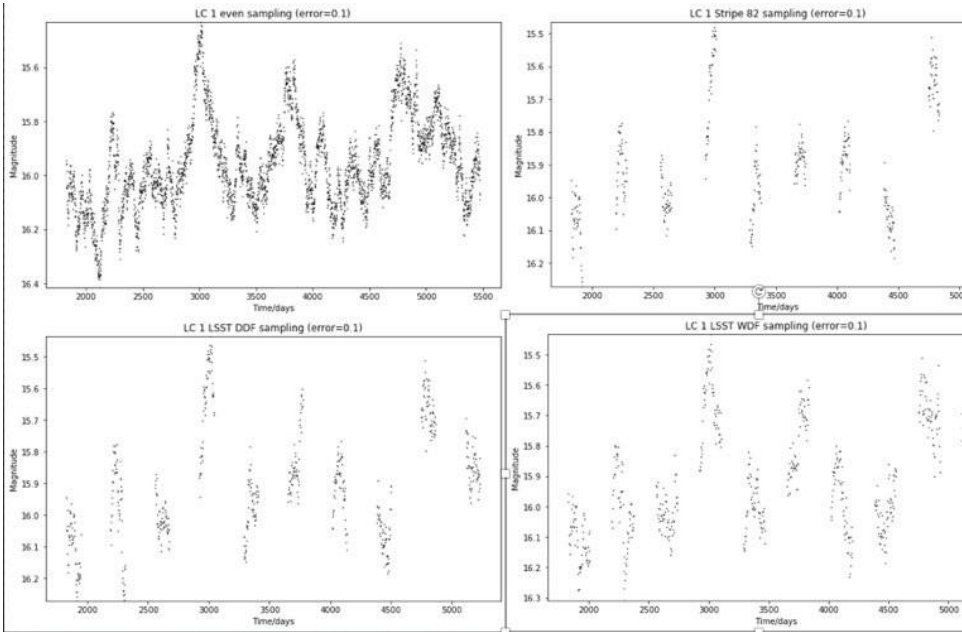 LC 1 even sampling (error=0.1)
Magnitude
15.6
15.8
16.0
16.2
16.4
2000 2500 3000 3500 4000 4500 5000 5500
Time/days
LC 1 Stripe 82 sampling (error=0.1)
Magnitude
15.5
15.6
15.7
15.8
15.9
16.0
16.1
16.2
2000 2500 3000 3500 4000 4500 5000
Time/days
LC 1 LSST DDF sampling (error=0.1)
Magnitude
15.5
15.6
15.7
15.8
15.9
16.0
16.1
16.2
2000 2500 3000 3500 4000 4500 5000
Time/days
LC 1 LSST WDF sampling (error=0.1)
Magnitude
15.5
15.6
15.7
15.8
15.9
16.0
16.1
16.2
16.3
2000 2500 3000 3500 4000 4500 5000
Time/days